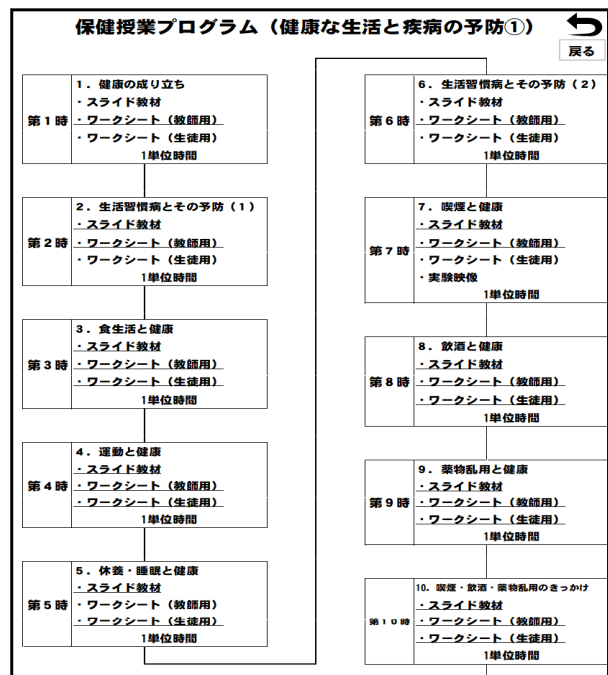 保健授業プログラム（健康な生活と疾病の予防①）
戻る
第１時
１．健康の成り立ち
・スライド教材
・ワークシート（教師用）
・ワークシート（生徒用）
1単位時間
第２時
２．生活習慣病とその予防（１）
・スライド教材
・ワークシート（教師用）
・ワークシート（生徒用）
1単位時間
第３時
３．食生活と健康
・スライド教材
・ワークシート（教師用）
・ワークシート（生徒用）
1単位時間
第４時
４．運動と健康
・スライド教材
・ワークシート（教師用）
・ワークシート（生徒用）
1単位時間
第５時
５．休養・睡眠と健康
・スライド教材
・ワークシート（教師用）
・ワークシート（生徒用）
1単位時間
第６時
６．生活習慣病とその予防（２）
・スライド教材
・ワークシート（教師用）
・ワークシート（生徒用）
1単位時間
第７時
７．喫煙と健康
・スライド教材
・ワークシート（教師用）
・ワークシート（生徒用）
・実験映像
1単位時間
第８時
８．飲酒と健康
・スライド教材
・ワークシート（教師用）
・ワークシート（生徒用）
1単位時間
第９時
９．薬物乱用と健康
・スライド教材
・ワークシート（教師用）
・ワークシート（生徒用）
1単位時間
第１０時
10．喫煙・飲酒・薬物乱用のきっかけ
・スライド教材
・ワークシート（教師用）
・ワークシート（生徒用）
1単位時間